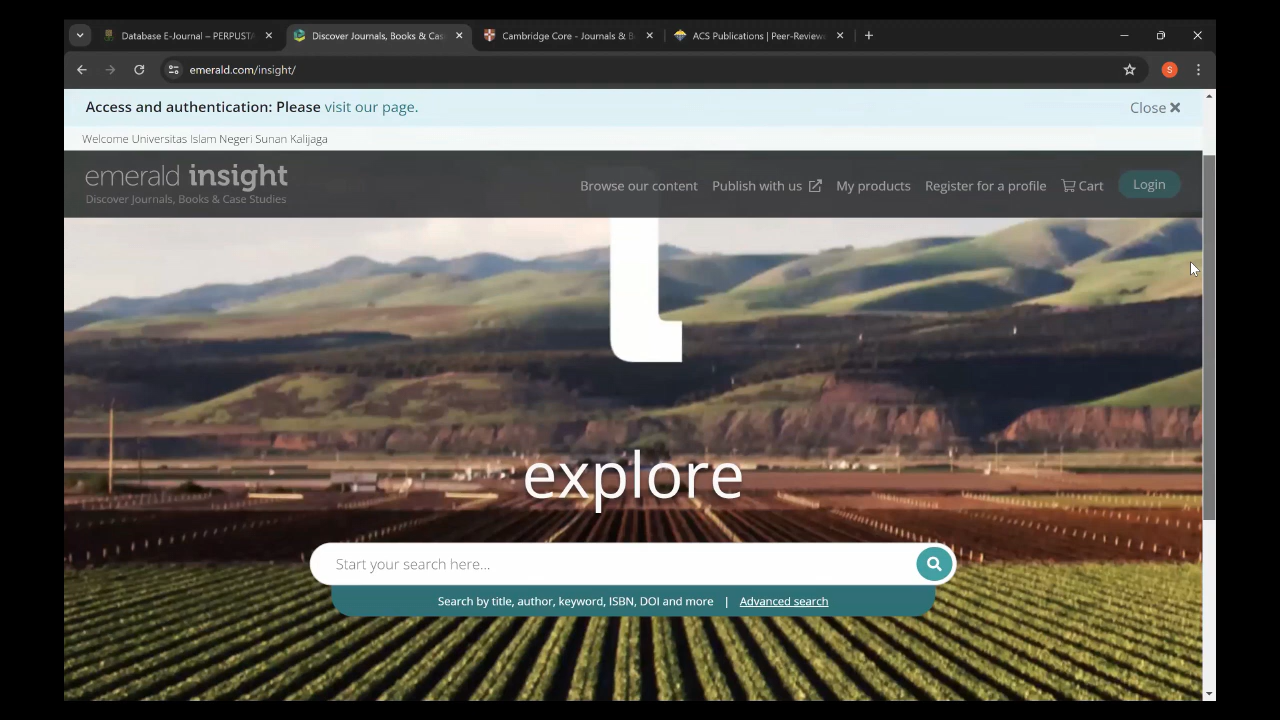 Database E-Journal – PERPUSTA
Discover Journals, Books & Cas
Cambridge Core - Journals & B
ACS Publications | Peer-Reviewe
emerald.com/insight/
S
Access and authentication: Please visit our page.
Close
Welcome Universitas Islam Negeri Sunan Kalijaga
emerald insight
Discover Journals, Books & Case Studies
Browse our content
Publish with us
My products
Register for a profile
Cart
Login
explore
Start your search here...
Search by title, author, keyword, ISBN, DOI and more | Advanced search